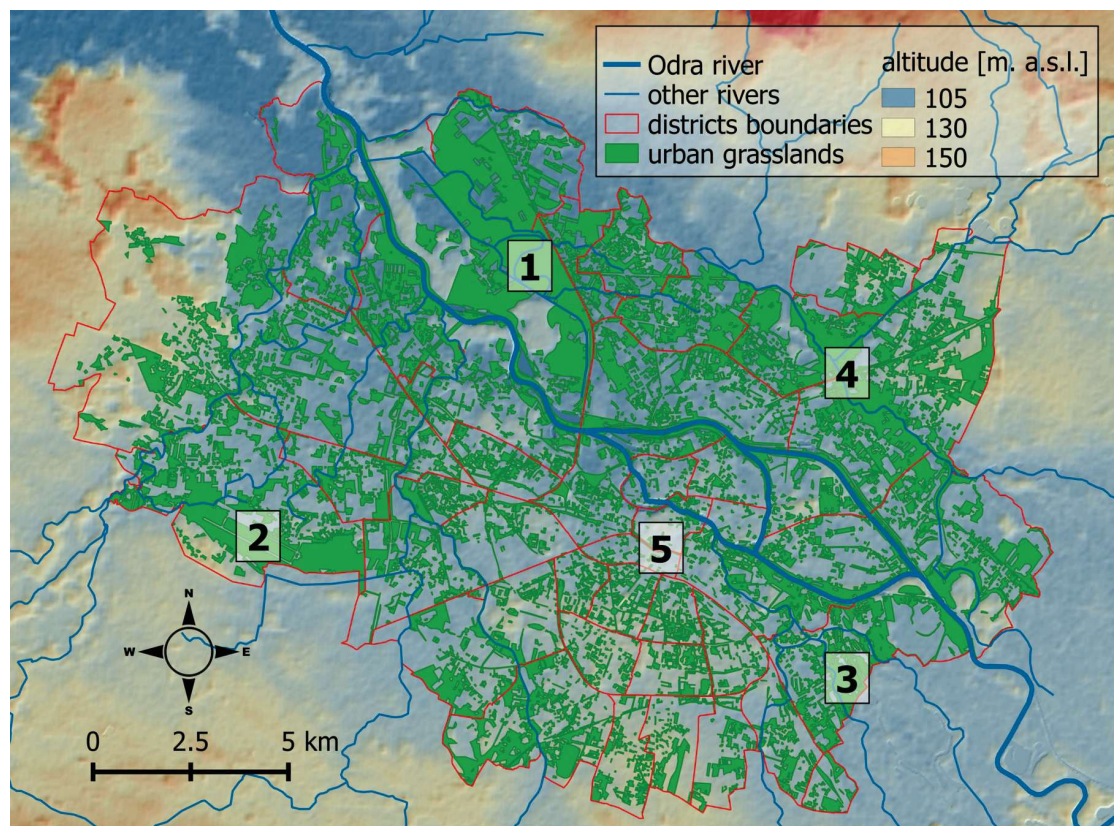 Odra river
other rivers
districts boundaries
urban grasslands
altitude [m. a.s.l.]
105
130
150
1
4
2
5
3
N
W E
S
0 2.5 5 km